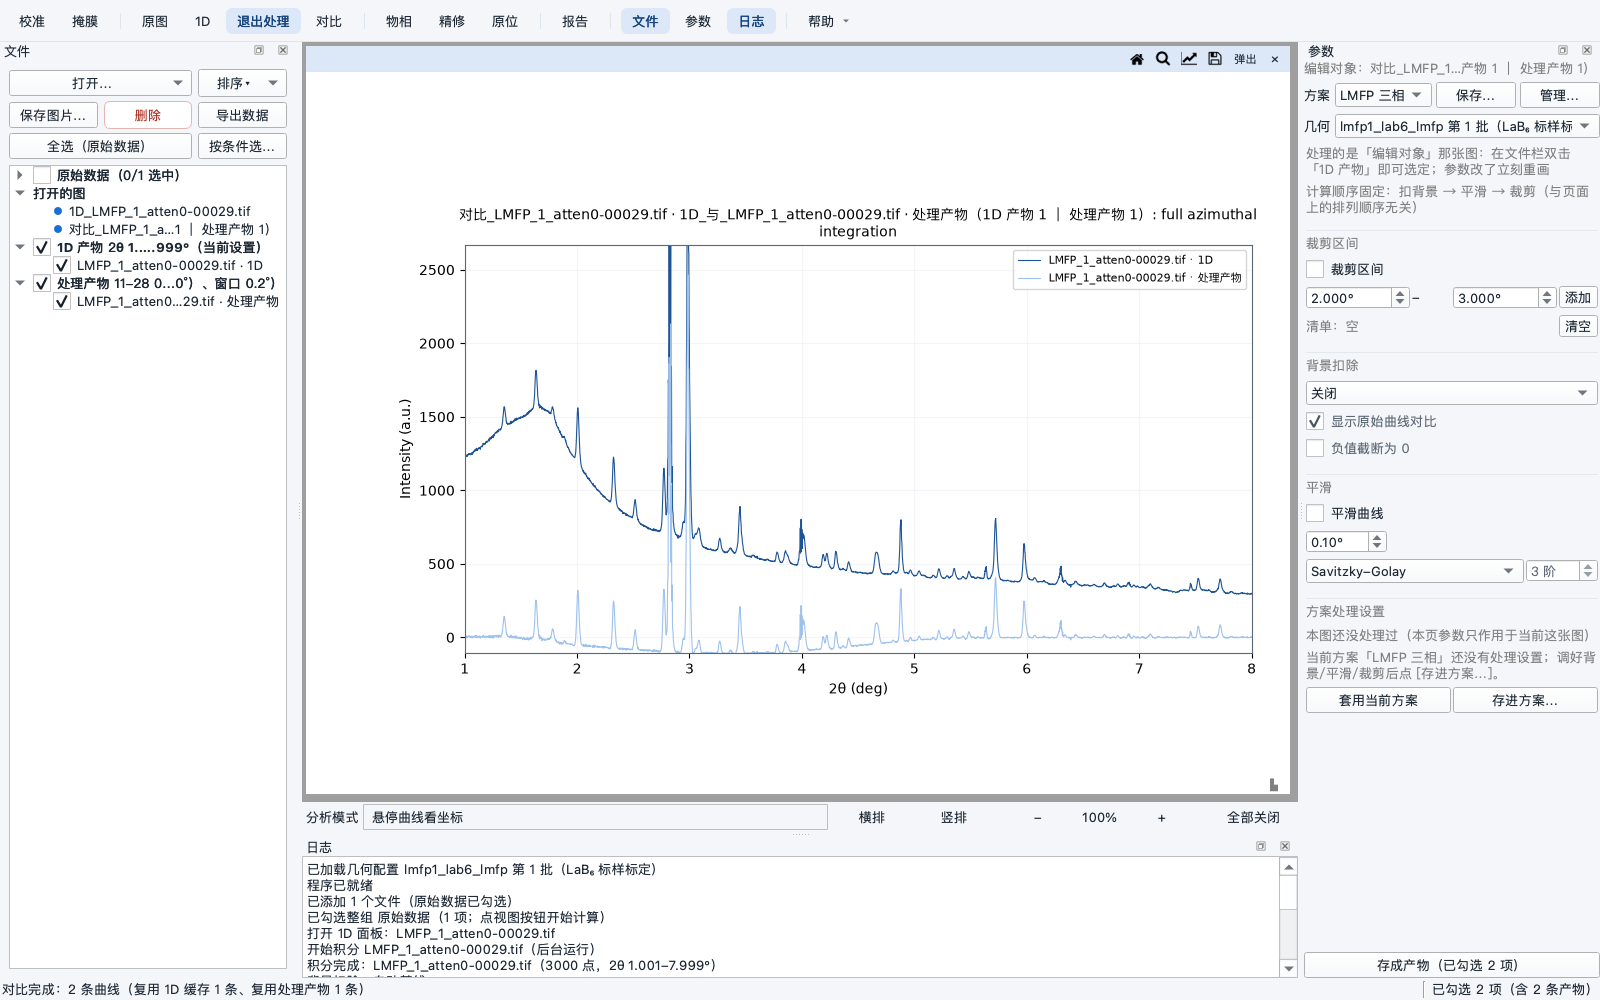 校准 掩膜 原图 1D 退出处理 对比 物相 精修 原位 报告 文件 参数 日志 帮助
文件
打开... 排序
保存图片... 删除 导出数据
全选（原始数据） 按条件选...
原始数据（0/1 选中）
打开的图
1D_LMFP_1_atten0-00029.tif
对比_LMFP_1_a...1 ｜ 处理产物 1)
1D 产物 2θ 1.....999°（当前设置）
LMFP_1_atten0-00029.tif · 1D
处理产物 11–28 0...0°）、窗口 0.2°）
LMFP_1_atten0...29.tif · 处理产物
弹出 ×
对比_LMFP_1_atten0-00029.tif · 1D_与_LMFP_1_atten0-00029.tif · 处理产物（1D 产物 1 ｜ 处理产物 1）: full azimuthal
integration
LMFP_1_atten0-00029.tif · 1D
LMFP_1_atten0-00029.tif · 处理产物
Intensity (a.u.)
2500
2000
1500
1000
500
0
1 2 3 4 5 6 7 8
2θ (deg)
分析模式 悬停曲线看坐标 横排 竖排 − 100% + 全部关闭
日志
已加载几何配置 lmfp1_lab6_lmfp 第 1 批（LaB₆ 标样标定）
程序已就绪
已添加 1 个文件（原始数据已勾选）
已勾选整组 原始数据（1 项；点视图按钮开始计算）
打开 1D 面板：LMFP_1_atten0-00029.tif
开始积分 LMFP_1_atten0-00029.tif（后台运行）
积分完成：LMFP_1_atten0-00029.tif（3000 点，2θ 1.001–7.999°）
参数
编辑对象：对比_LMFP_1...产物 1 ｜ 处理产物 1)
方案 LMFP 三相 保存... 管理...
几何 lmfp1_lab6_lmfp 第 1 批（LaB₆ 标样标
处理的是「编辑对象」那张图：在文件栏双击
「1D 产物」即可选定；参数改了立刻重画
计算顺序固定：扣背景 → 平滑 → 裁剪（与页面
上的排列顺序无关）
裁剪区间
裁剪区间
2.000° – 3.000° 添加
清单：空 清空
背景扣除
关闭
显示原始曲线对比
负值截断为 0
平滑
平滑曲线
0.10°
Savitzky–Golay 3 阶
方案处理设置
本图还没处理过（本页参数只作用于当前这张图）
当前方案「LMFP 三相」还没有处理设置；调好背
景/平滑/裁剪后点 [存进方案...]。
套用当前方案 存进方案...
存成产物（已勾选 2 项）
对比完成：2 条曲线（复用 1D 缓存 1 条、复用处理产物 1 条） 已勾选 2 项（含 2 条产物）